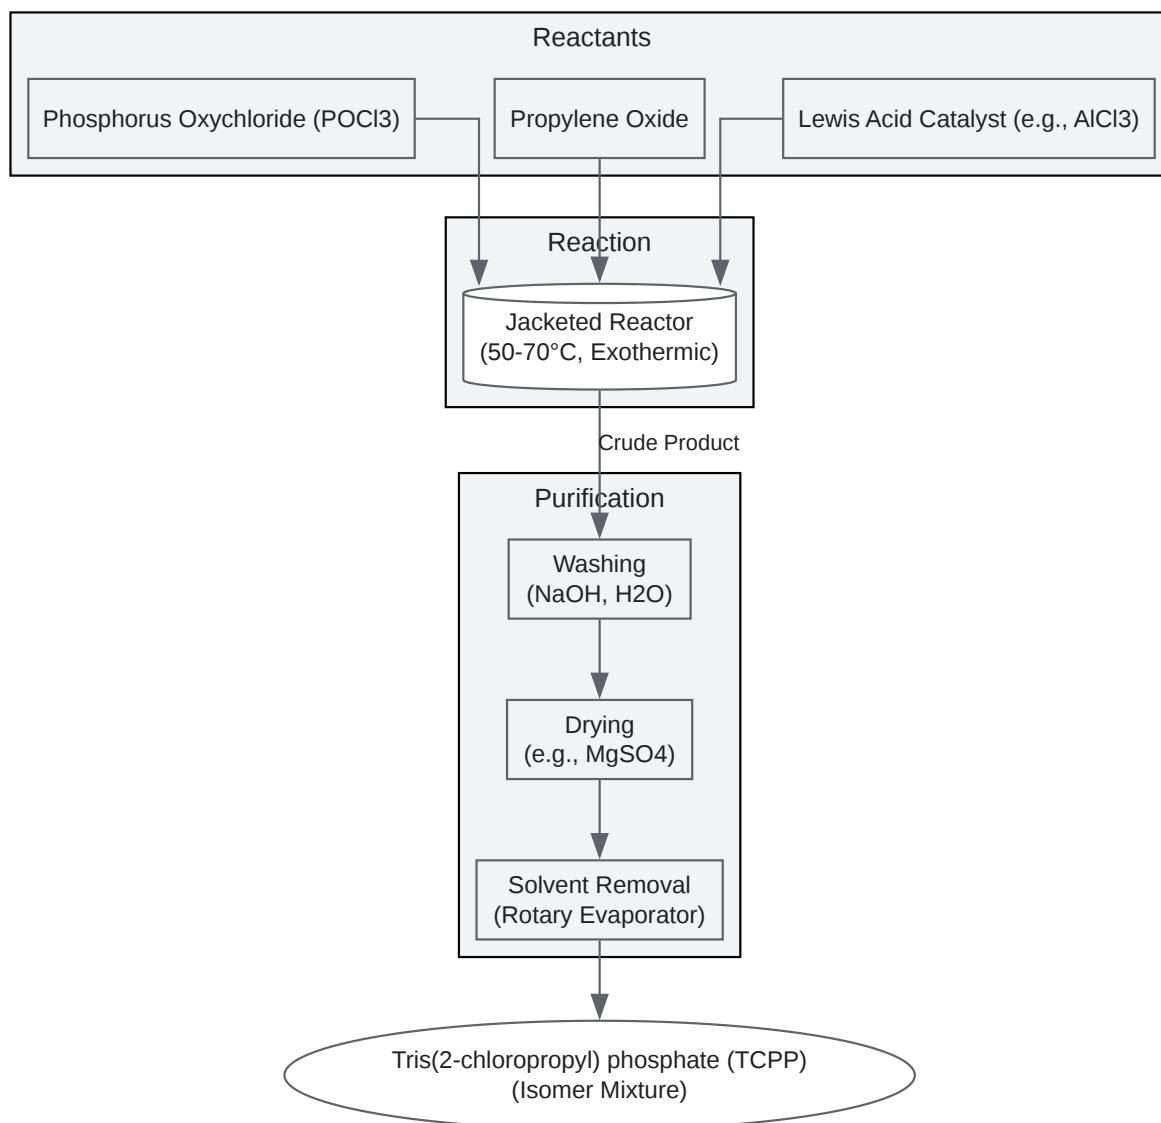 Reactants
Phosphorus Oxychloride (POCl3)
Propylene Oxide
Lewis Acid Catalyst (e.g., AlCl3)
Reaction
Jacketed Reactor
(50-70°C, Exothermic)
Crude Product
Purification
Washing
(NaOH, H2O)
Drying
(e.g., MgSO4)
Solvent Removal
(Rotary Evaporator)
Tris(2-chloropropyl) phosphate (TCPP)
(Isomer Mixture)